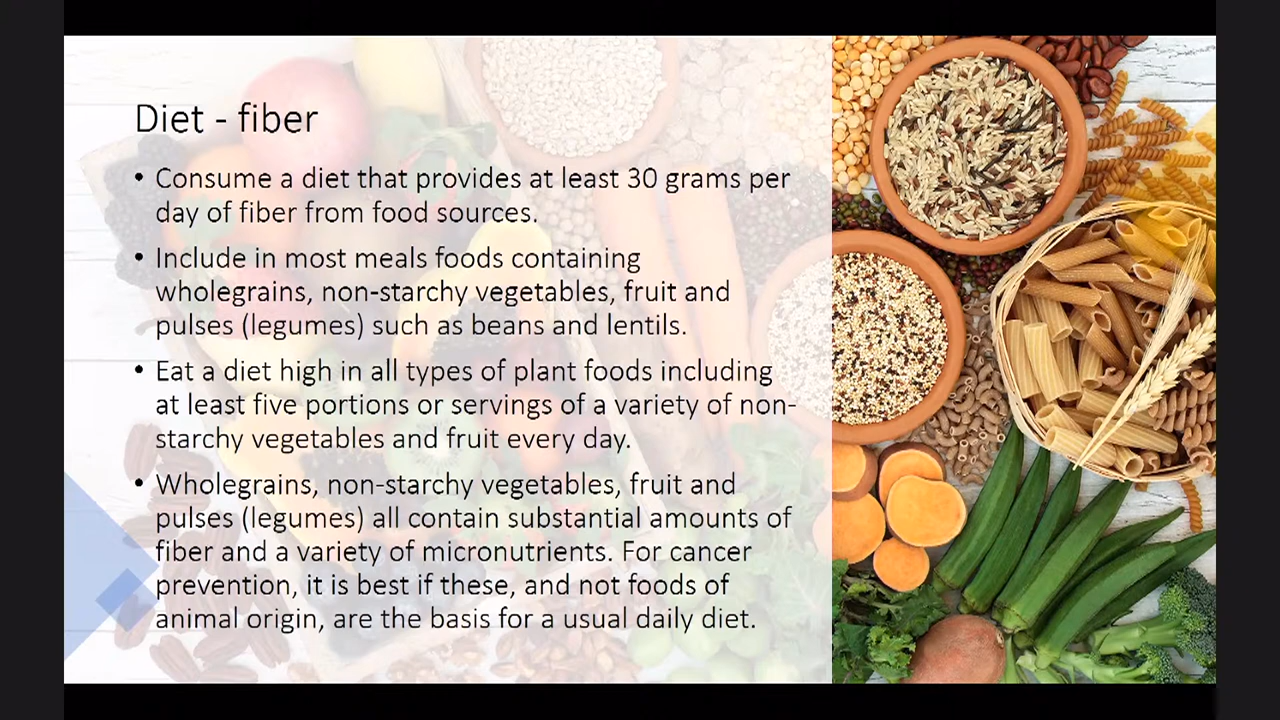 Diet - fiber
• Consume a diet that provides at least 30 grams per
day of fiber from food sources.
• Include in most meals foods containing
wholegrains, non-starchy vegetables, fruit and
pulses (legumes) such as beans and lentils.
• Eat a diet high in all types of plant foods including
at least five portions or servings of a variety of non-
starchy vegetables and fruit every day.
• Wholegrains, non-starchy vegetables, fruit and
pulses (legumes) all contain substantial amounts of
fiber and a variety of micronutrients. For cancer
prevention, it is best if these, and not foods of
animal origin, are the basis for a usual daily diet.